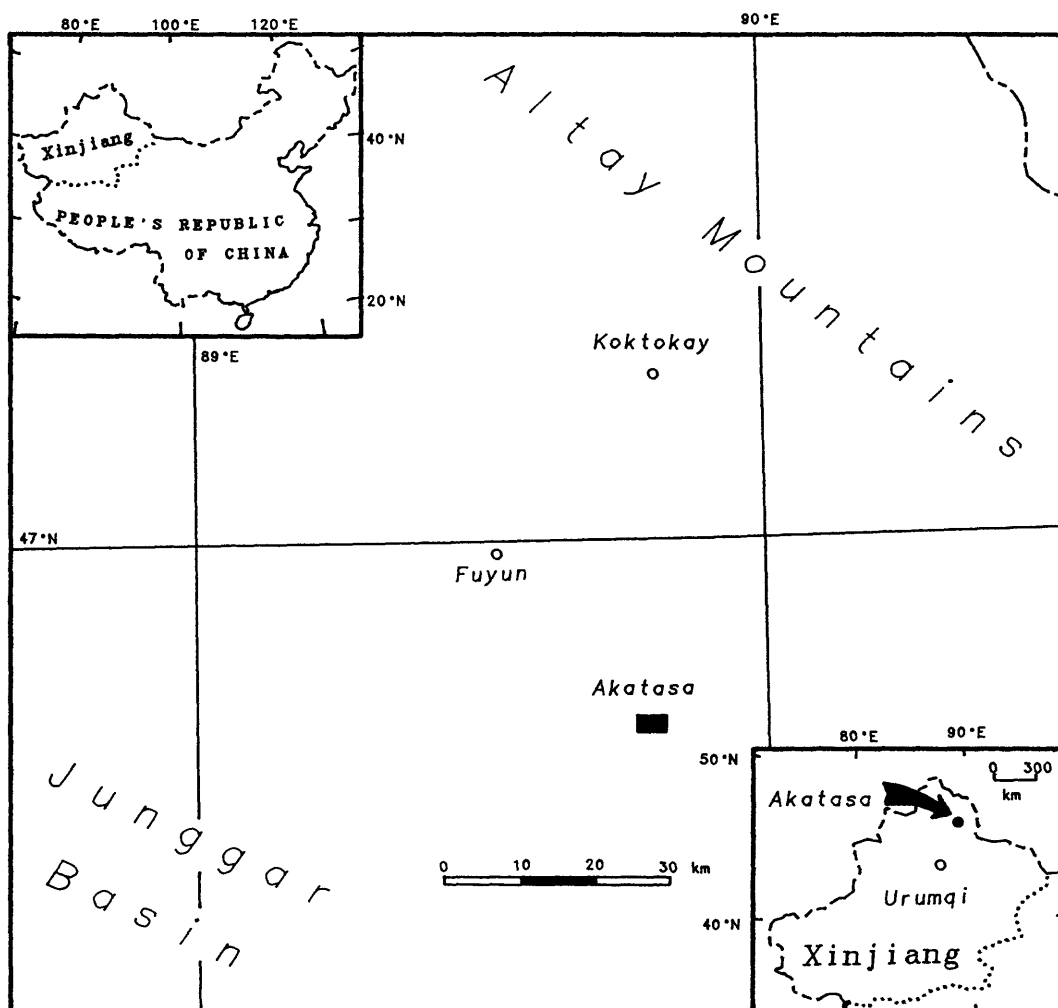 80°E 100°E 120°E
90°E
40°N
Xinjiang
PEOPLE'S REPUBLIC
OF CHINA
20°N
89°E
Altay Mountains
Koktokay
47°N
Fuyun
Akatasa
Junggar
Basin
0 10 20 30 km
80°E 90°E
50°N
0 300
km
Akatasa
Urumqi
40°N
Xinjiang